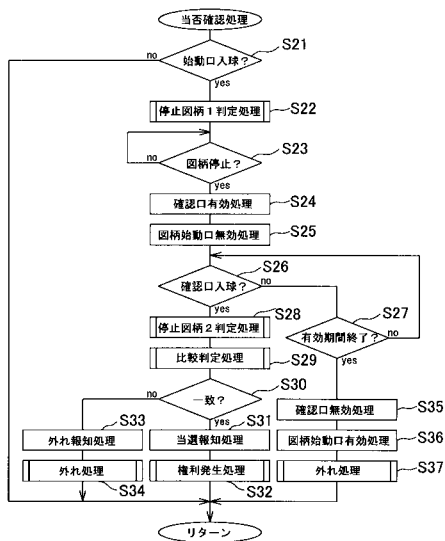 当否確認処理
S21
始動口入球？
no
yes
停止図柄1判定処理
S22
S23
図柄停止？
no
yes
確認口有効処理
S24
図柄始動口無効処理
S25
S26
確認口入球？
no
yes
S27
有効期間終了？
no
yes
停止図柄2判定処理
S28
比較判定処理
S29
S30
一致？
no
yes
S33
外れ報知処理
S31
当選報知処理
確認口無効処理
S35
図柄始動口有効処理
S36
外れ処理
S34
権利発生処理
S32
外れ処理
S37
リターン